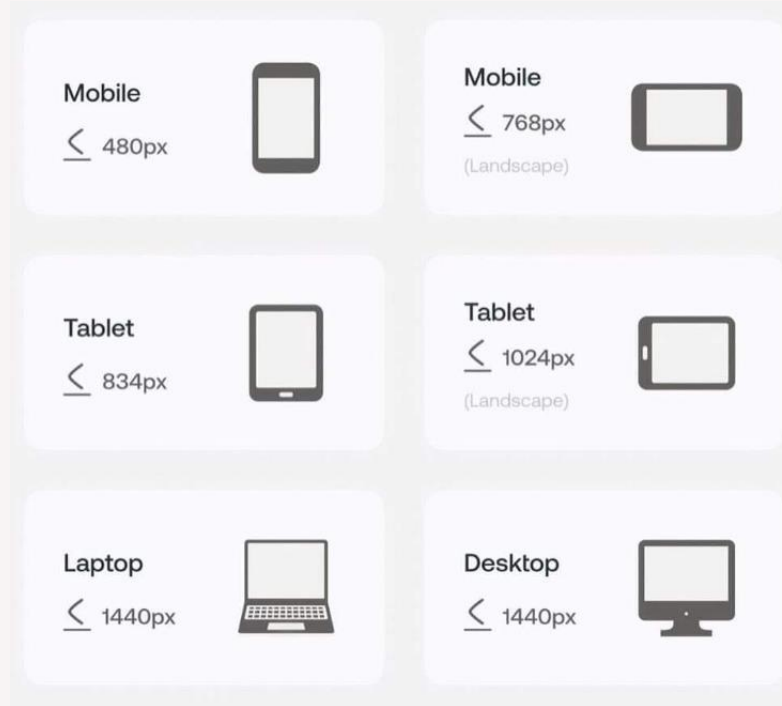 Mobile
≤ 480px
Mobile
≤ 768px
(Landscape)
Tablet
≤ 834px
Tablet
≤ 1024px
(Landscape)
Laptop
≤ 1440px
Desktop
≤ 1440px